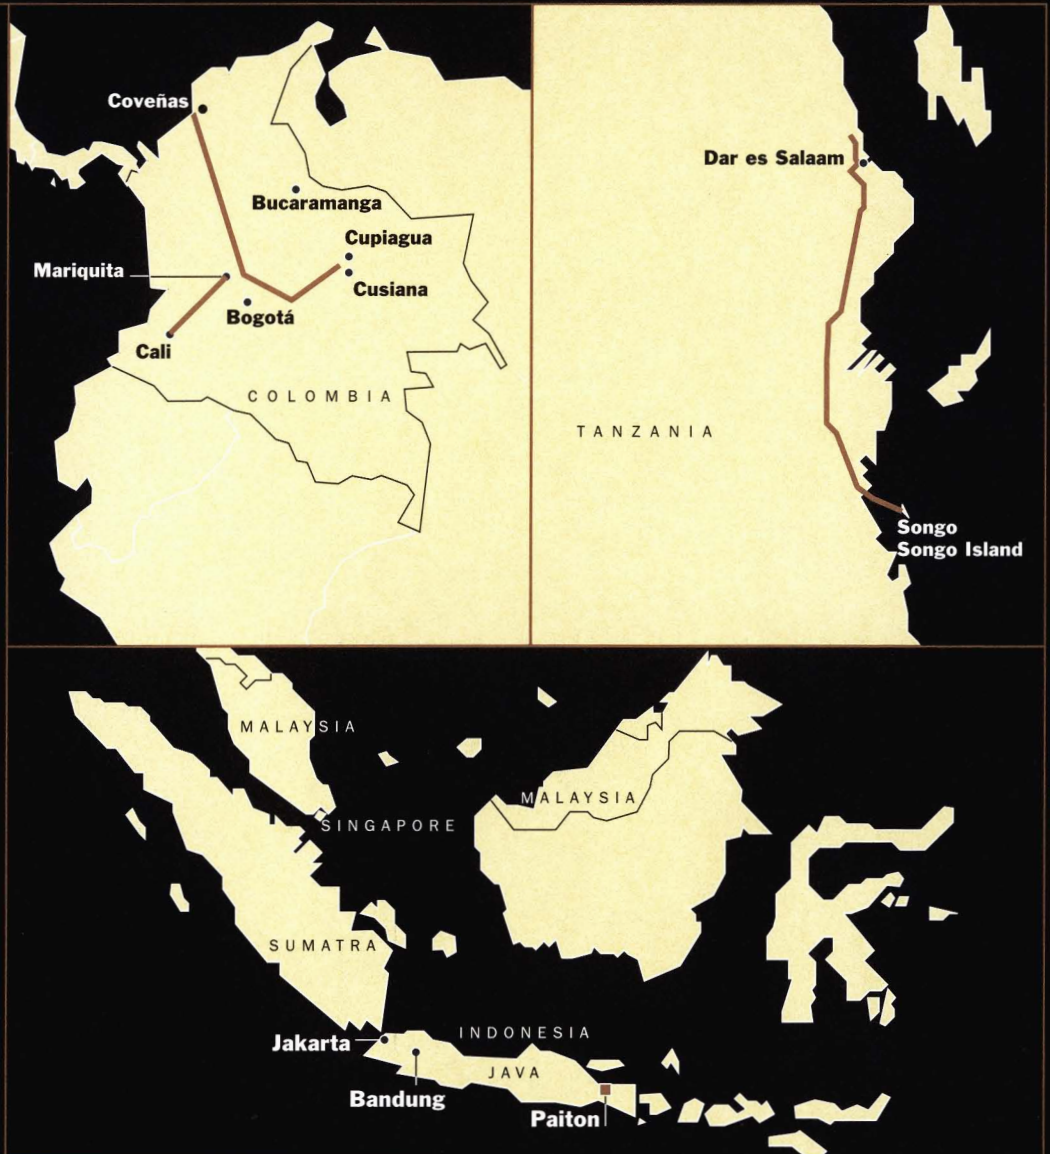 Coveñas
Bucaramanga
Cupiagua
Mariquita
Cusiana
Bogotá
Cali
COLOMBIA
Dar es Salaam
TANZANIA
Songo
Songo Island
MALAYSIA
MALAYSIA
SINGAPORE
SUMATRA
INDONESIA
Jakarta
JAVA
Bandung
Paiton